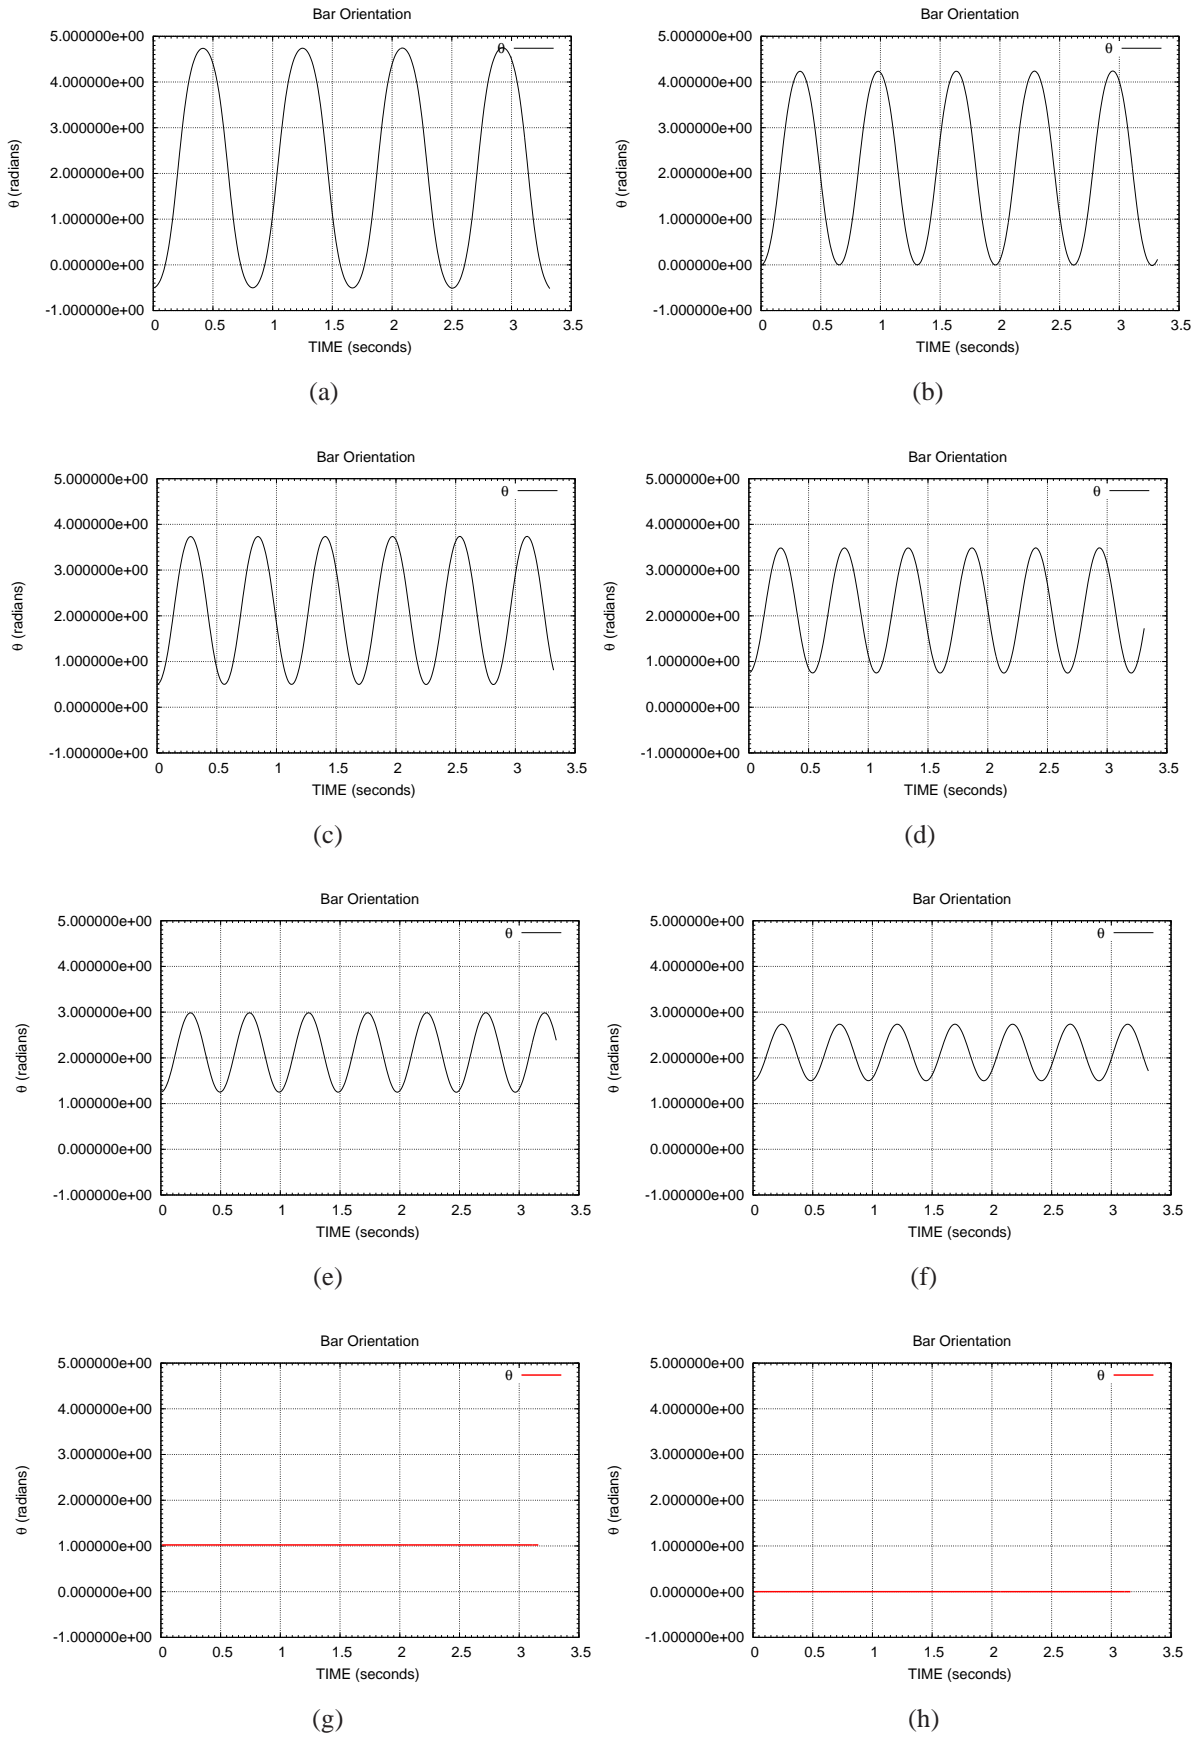 Bar Orientation
5.000000e+00
4.000000e+00
3.000000e+00
2.000000e+00
1.000000e+00
0.000000e+00
-1.000000e+00
θ (radians)
θ
0 0.5 1 1.5 2 2.5 3 3.5
TIME (seconds)
(a)
Bar Orientation
5.000000e+00
4.000000e+00
3.000000e+00
2.000000e+00
1.000000e+00
0.000000e+00
-1.000000e+00
θ (radians)
θ
0 0.5 1 1.5 2 2.5 3 3.5
TIME (seconds)
(b)
Bar Orientation
5.000000e+00
4.000000e+00
3.000000e+00
2.000000e+00
1.000000e+00
0.000000e+00
-1.000000e+00
θ (radians)
θ
0 0.5 1 1.5 2 2.5 3 3.5
TIME (seconds)
(c)
Bar Orientation
5.000000e+00
4.000000e+00
3.000000e+00
2.000000e+00
1.000000e+00
0.000000e+00
-1.000000e+00
θ (radians)
θ
0 0.5 1 1.5 2 2.5 3 3.5
TIME (seconds)
(d)
Bar Orientation
5.000000e+00
4.000000e+00
3.000000e+00
2.000000e+00
1.000000e+00
0.000000e+00
-1.000000e+00
θ (radians)
θ
0 0.5 1 1.5 2 2.5 3 3.5
TIME (seconds)
(e)
Bar Orientation
5.000000e+00
4.000000e+00
3.000000e+00
2.000000e+00
1.000000e+00
0.000000e+00
-1.000000e+00
θ (radians)
θ
0 0.5 1 1.5 2 2.5 3 3.5
TIME (seconds)
(f)
Bar Orientation
5.000000e+00
4.000000e+00
3.000000e+00
2.000000e+00
1.000000e+00
0.000000e+00
-1.000000e+00
θ (radians)
θ
0 0.5 1 1.5 2 2.5 3 3.5
TIME (seconds)
(g)
Bar Orientation
5.000000e+00
4.000000e+00
3.000000e+00
2.000000e+00
1.000000e+00
0.000000e+00
-1.000000e+00
θ (radians)
θ
0 0.5 1 1.5 2 2.5 3 3.5
TIME (seconds)
(h)